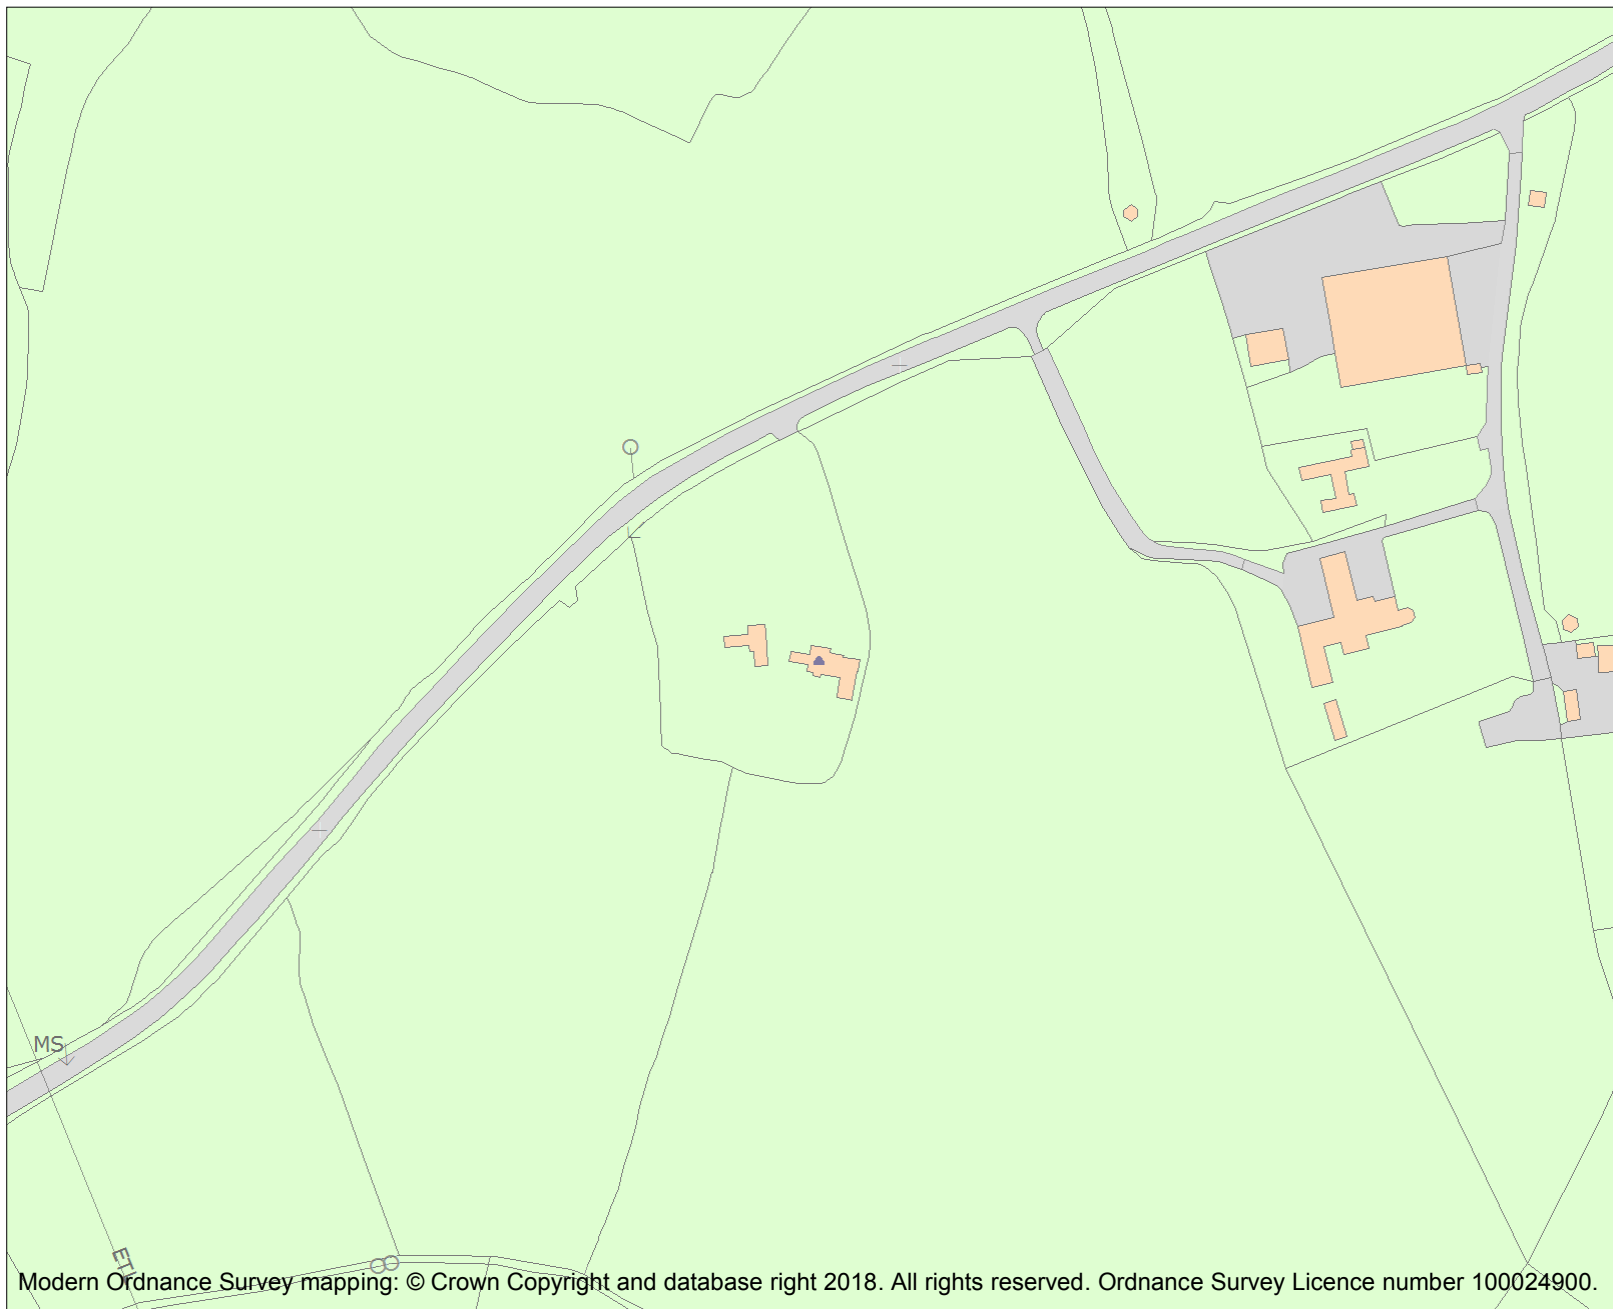 MS
ETL
Modern Ordnance Survey mapping: © Crown Copyright and database right 2018. All rights reserved. Ordnance Survey Licence number 100024900.